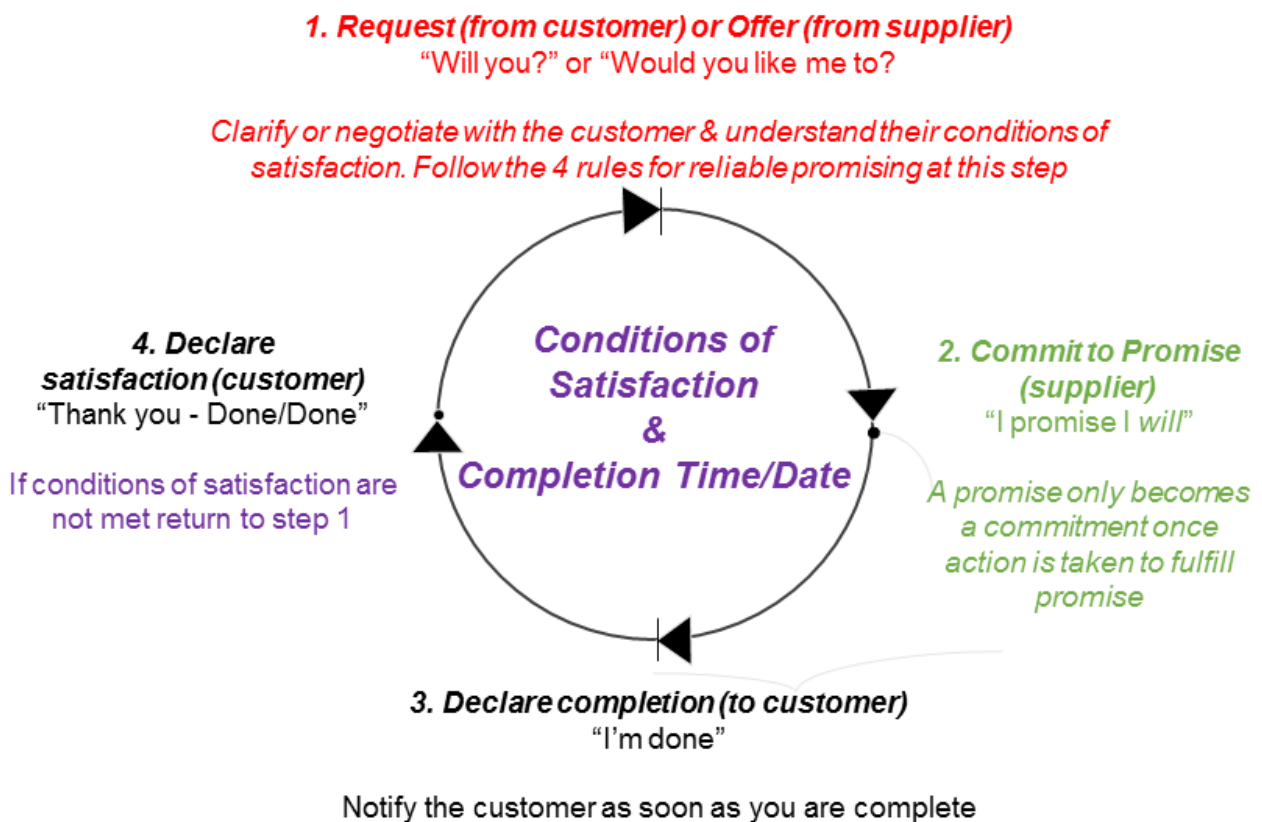 1. Request (from customer) or Offer (from supplier)
“Will you?” or “Would you like me to?
Clarify or negotiate with the customer & understand their conditions of
satisfaction. Follow the 4 rules for reliable promising at this step
Conditions of
Satisfaction
&
Completion Time/Date
2. Commit to Promise
(supplier)
“I promise I will”
A promise only becomes
a commitment once
action is taken to fulfill
promise
3. Declare completion (to customer)
“I’m done”
Notify the customer as soon as you are complete
4. Declare
satisfaction (customer)
“Thank you - Done/Done”
If conditions of satisfaction are
not met return to step 1